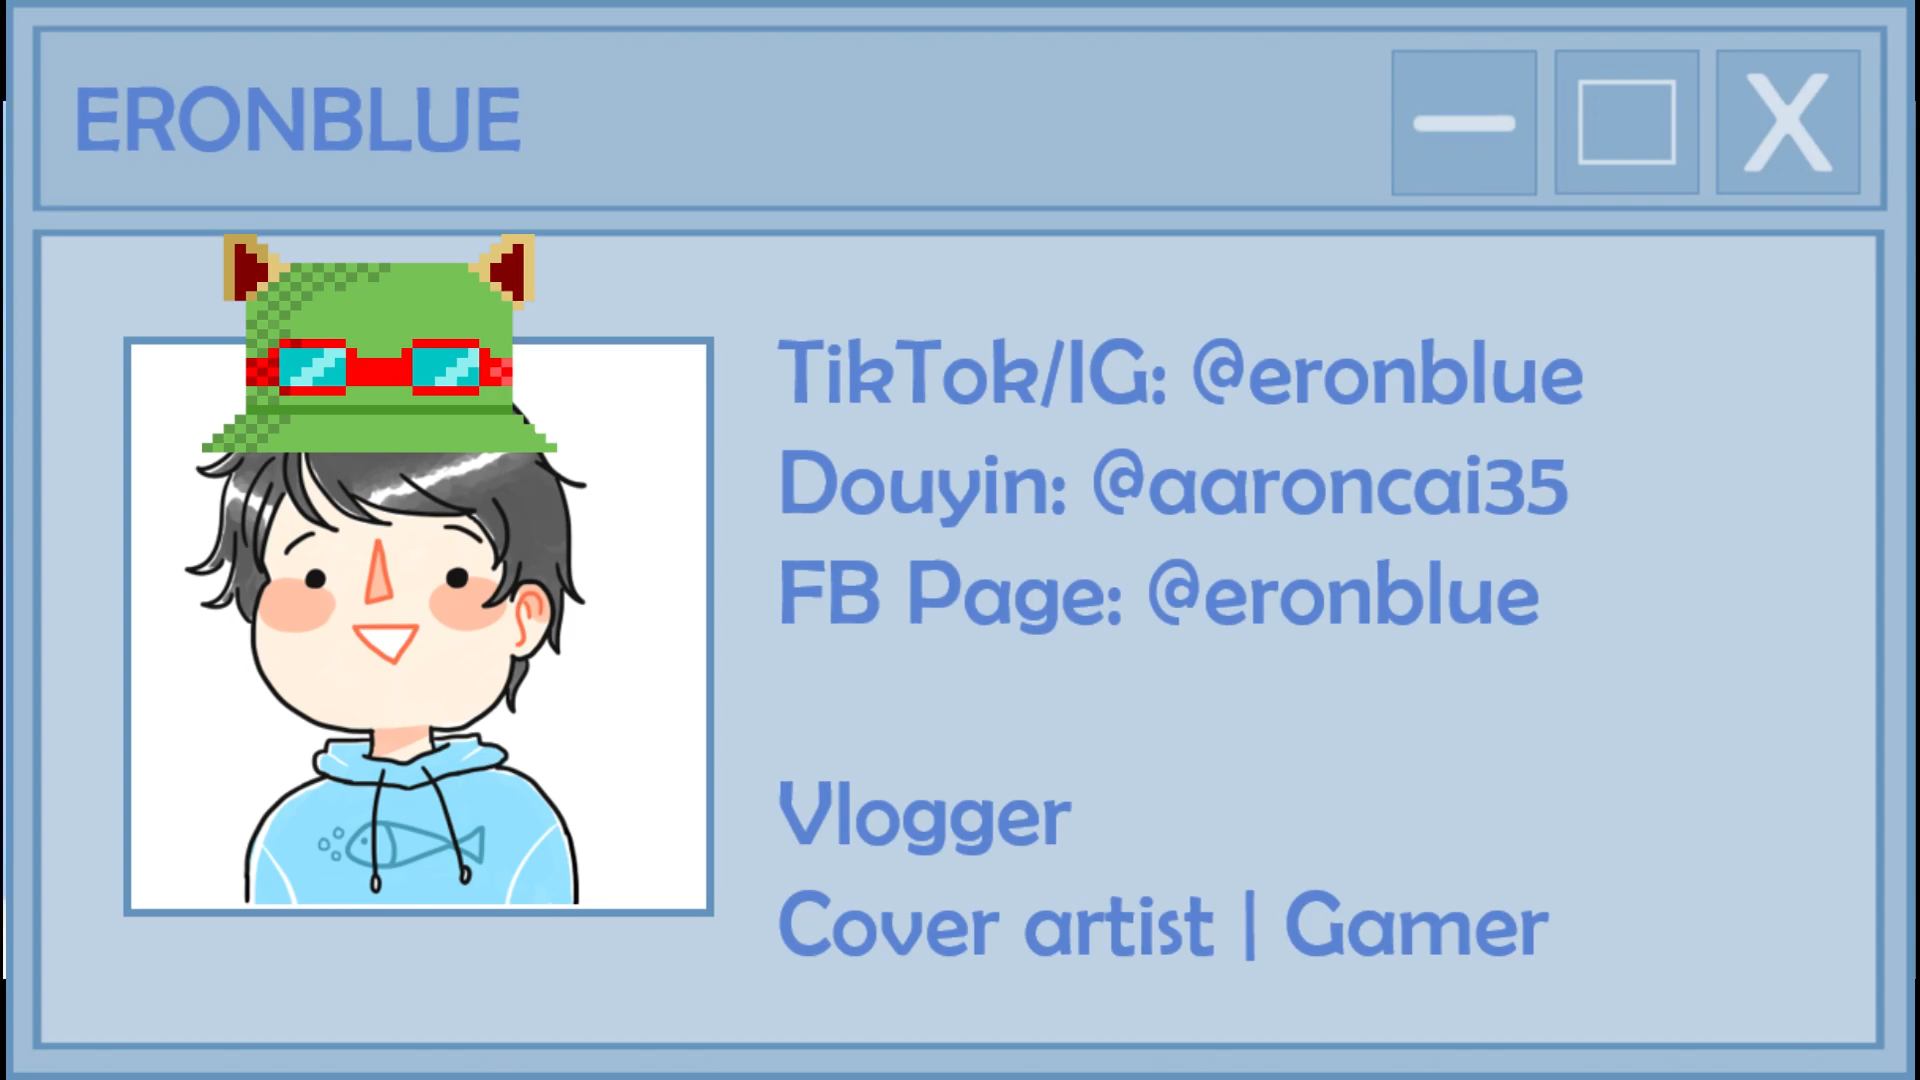 ERONBLUE
TikTok/IG: @eronblue
Douyin: @aaroncai35
FB Page: @eronblue
Vlogger
Cover artist | Gamer